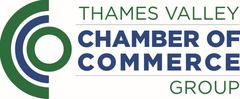 THAMES VALLEY
CHAMBER OF
COMMERCE
GROUP